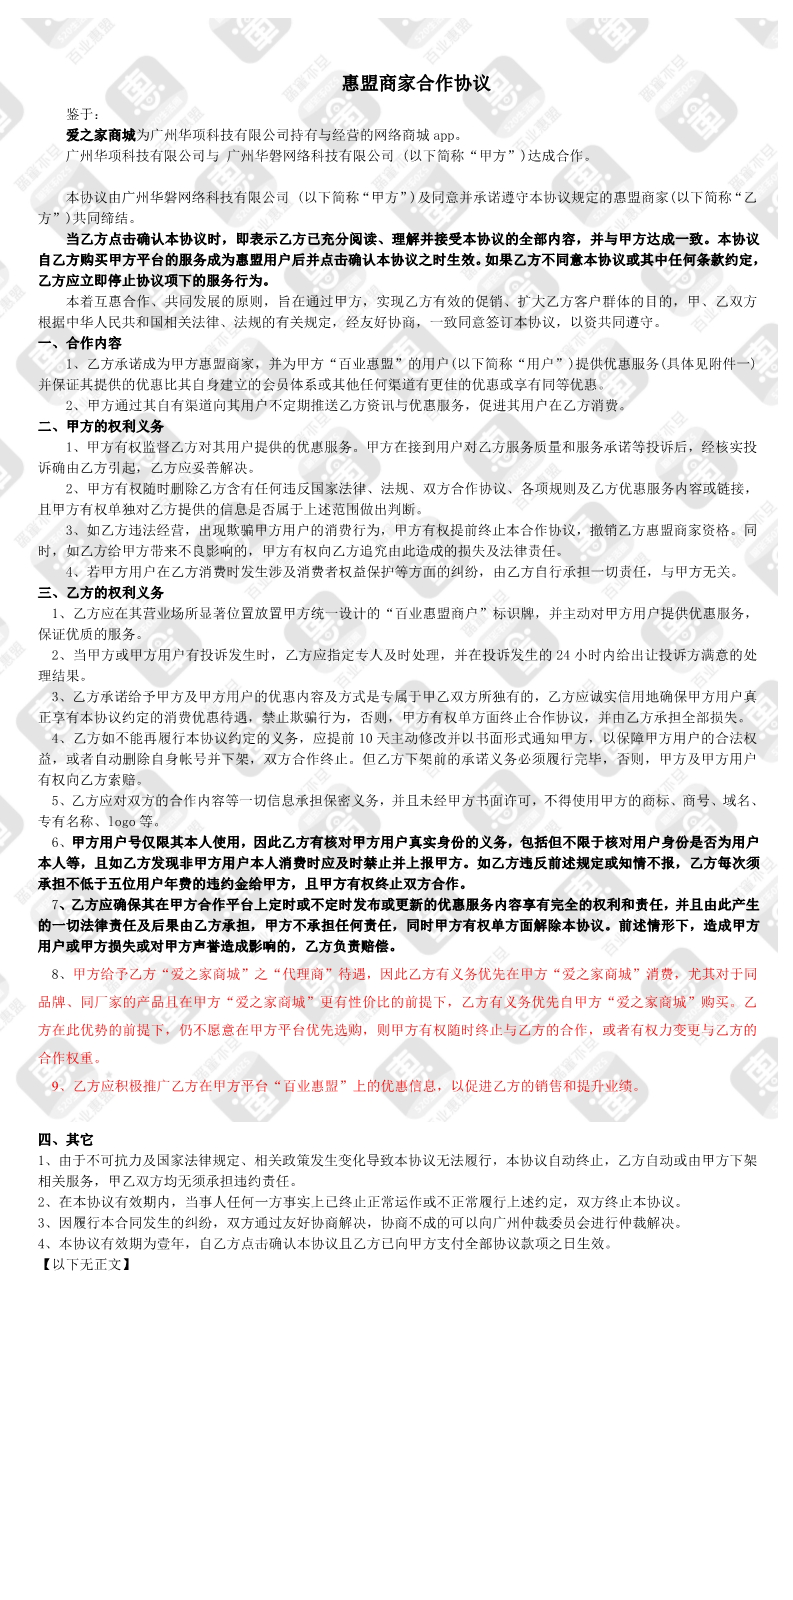 惠盟商家合作协议
鉴于：
爱之家商城为广州华项科技有限公司持有与经营的网络商城 app。
广州华项科技有限公司与 广州华磐网络科技有限公司 (以下简称“甲方”)达成合作。
本协议由广州华磐网络科技有限公司 (以下简称“甲方”)及同意并承诺遵守本协议规定的惠盟商家(以下简称“乙
方”)共同缔结。
当乙方点击确认本协议时，即表示乙方已充分阅读、理解并接受本协议的全部内容，并与甲方达成一致。本协议
自乙方购买甲方平台的服务成为惠盟用户后并点击确认本协议之时生效。如果乙方不同意本协议或其中任何条款约定，
乙方应立即停止协议项下的服务行为。
本着互惠合作、共同发展的原则，旨在通过甲方，实现乙方有效的促销、扩大乙方客户群体的目的，甲、乙双方
根据中华人民共和国相关法律、法规的有关规定，经友好协商，一致同意签订本协议，以资共同遵守。
一、合作内容
1、乙方承诺成为甲方惠盟商家，并为甲方“百业惠盟”的用户(以下简称“用户”)提供优惠服务(具体见附件一)
并保证其提供的优惠比其自身建立的会员体系或其他任何渠道有更佳的优惠或享有同等优惠。
2、甲方通过其自有渠道向其用户不定期推送乙方资讯与优惠服务，促进其用户在乙方消费。
二、甲方的权利义务
1、甲方有权监督乙方对其用户提供的优惠服务。甲方在接到用户对乙方服务质量和服务承诺等投诉后，经核实投
诉确由乙方引起，乙方应妥善解决。
2、甲方有权随时删除乙方含有任何违反国家法律、法规、双方合作协议、各项规则及乙方优惠服务内容或链接，
且甲方有权单独对乙方提供的信息是否属于上述范围做出判断。
3、如乙方违法经营，出现欺骗甲方用户的消费行为，甲方有权提前终止本合作协议，撤销乙方惠盟商家资格。同
时，如乙方给甲方带来不良影响的，甲方有权向乙方追究由此造成的损失及法律责任。
4、若甲方用户在乙方消费时发生涉及消费者权益保护等方面的纠纷，由乙方自行承担一切责任，与甲方无关。
三、乙方的权利义务
1、乙方应在其营业场所显著位置放置甲方统一设计的“百业惠盟商户”标识牌，并主动对甲方用户提供优惠服务，
保证优质的服务。
2、当甲方或甲方用户有投诉发生时，乙方应指定专人及时处理，并在投诉发生的 24 小时内给出让投诉方满意的处
理结果。
3、乙方承诺给予甲方及甲方用户的优惠内容及方式是专属于甲乙双方所独有的，乙方应诚实信用地确保甲方用户真
正享有本协议约定的消费优惠待遇，禁止欺骗行为，否则，甲方有权单方面终止合作协议，并由乙方承担全部损失。
4、乙方如不能再履行本协议约定的义务，应提前 10 天主动修改并以书面形式通知甲方，以保障甲方用户的合法权
益，或者自动删除自身帐号并下架，双方合作终止。但乙方下架前的承诺义务必须履行完毕，否则，甲方及甲方用户
有权向乙方索赔。
5、乙方应对双方的合作内容等一切信息承担保密义务，并且未经甲方书面许可，不得使用甲方的商标、商号、域名、
专有名称、logo 等。
6、甲方用户号仅限其本人使用，因此乙方有核对甲方用户真实身份的义务，包括但不限于核对用户身份是否为用户
本人等，且如乙方发现非甲方用户本人消费时应及时禁止并上报甲方。如乙方违反前述规定或知情不报，乙方每次须
承担不低于五位用户年费的违约金给甲方，且甲方有权终止双方合作。
7、乙方应确保其在甲方合作平台上定时或不定时发布或更新的优惠服务内容享有完全的权利和责任，并且由此产生
的一切法律责任及后果由乙方承担，甲方不承担任何责任，同时甲方有权单方面解除本协议。前述情形下，造成甲方
用户或甲方损失或对甲方声誉造成影响的，乙方负责赔偿。
8、甲方给予乙方“爱之家商城”之“代理商”待遇，因此乙方有义务优先在甲方“爱之家商城”消费，尤其对于同
品牌、同厂家的产品且在甲方“爱之家商城”更有性价比的前提下，乙方有义务优先自甲方“爱之家商城”购买。乙
方在此优势的前提下，仍不愿意在甲方平台优先选购，则甲方有权随时终止与乙方的合作，或者有权力变更与乙方的
合作权重。
9、乙方应积极推广乙方在甲方平台“百业惠盟”上的优惠信息，以促进乙方的销售和提升业绩。
四、其它
1、由于不可抗力及国家法律规定、相关政策发生变化导致本协议无法履行，本协议自动终止，乙方自动或由甲方下架
相关服务，甲乙双方均无须承担违约责任。
2、在本协议有效期内，当事人任何一方事实上已终止正常运作或不正常履行上述约定，双方终止本协议。
3、因履行本合同发生的纠纷，双方通过友好协商解决，协商不成的可以向广州仲裁委员会进行仲裁解决。
4、本协议有效期为壹年，自乙方点击确认本协议且乙方已向甲方支付全部协议款项之日生效。
【以下无正文】